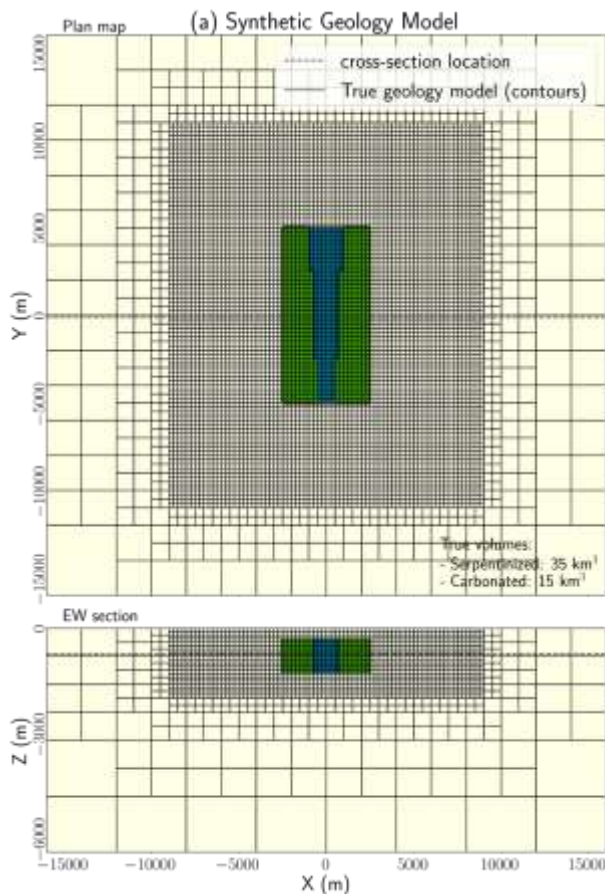 (a) Synthetic Geology Model
Plan map
cross-section location
True geology model (contours)
15000
10000
5000
0
−5000
−10000
−15000
Y (m)
True volumes:
- Serpentinized: 35 km³
- Carbonated: 15 km³
EW section
0
−3000
−6000
Z (m)
−15000
−10000
−5000
0
5000
10000
15000
X (m)